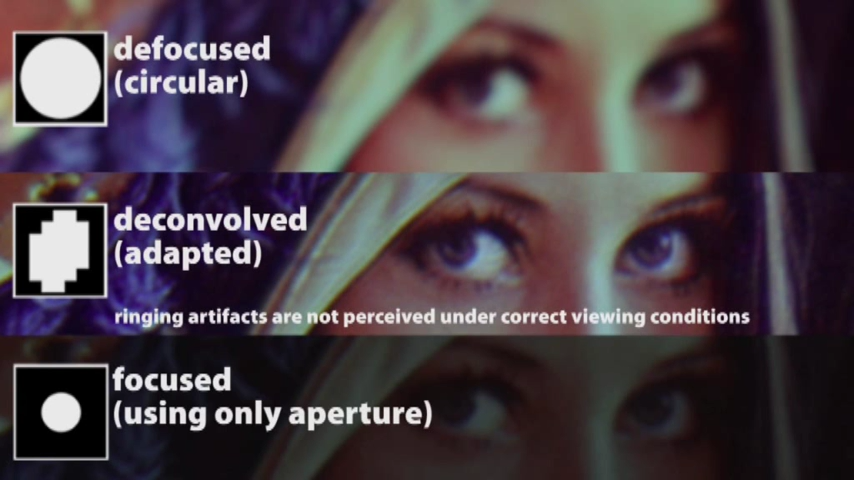 defocused
(circular)
deconvolved
(adapted)
ringing artifacts are not perceived under correct viewing conditions
focused
(using only aperture)